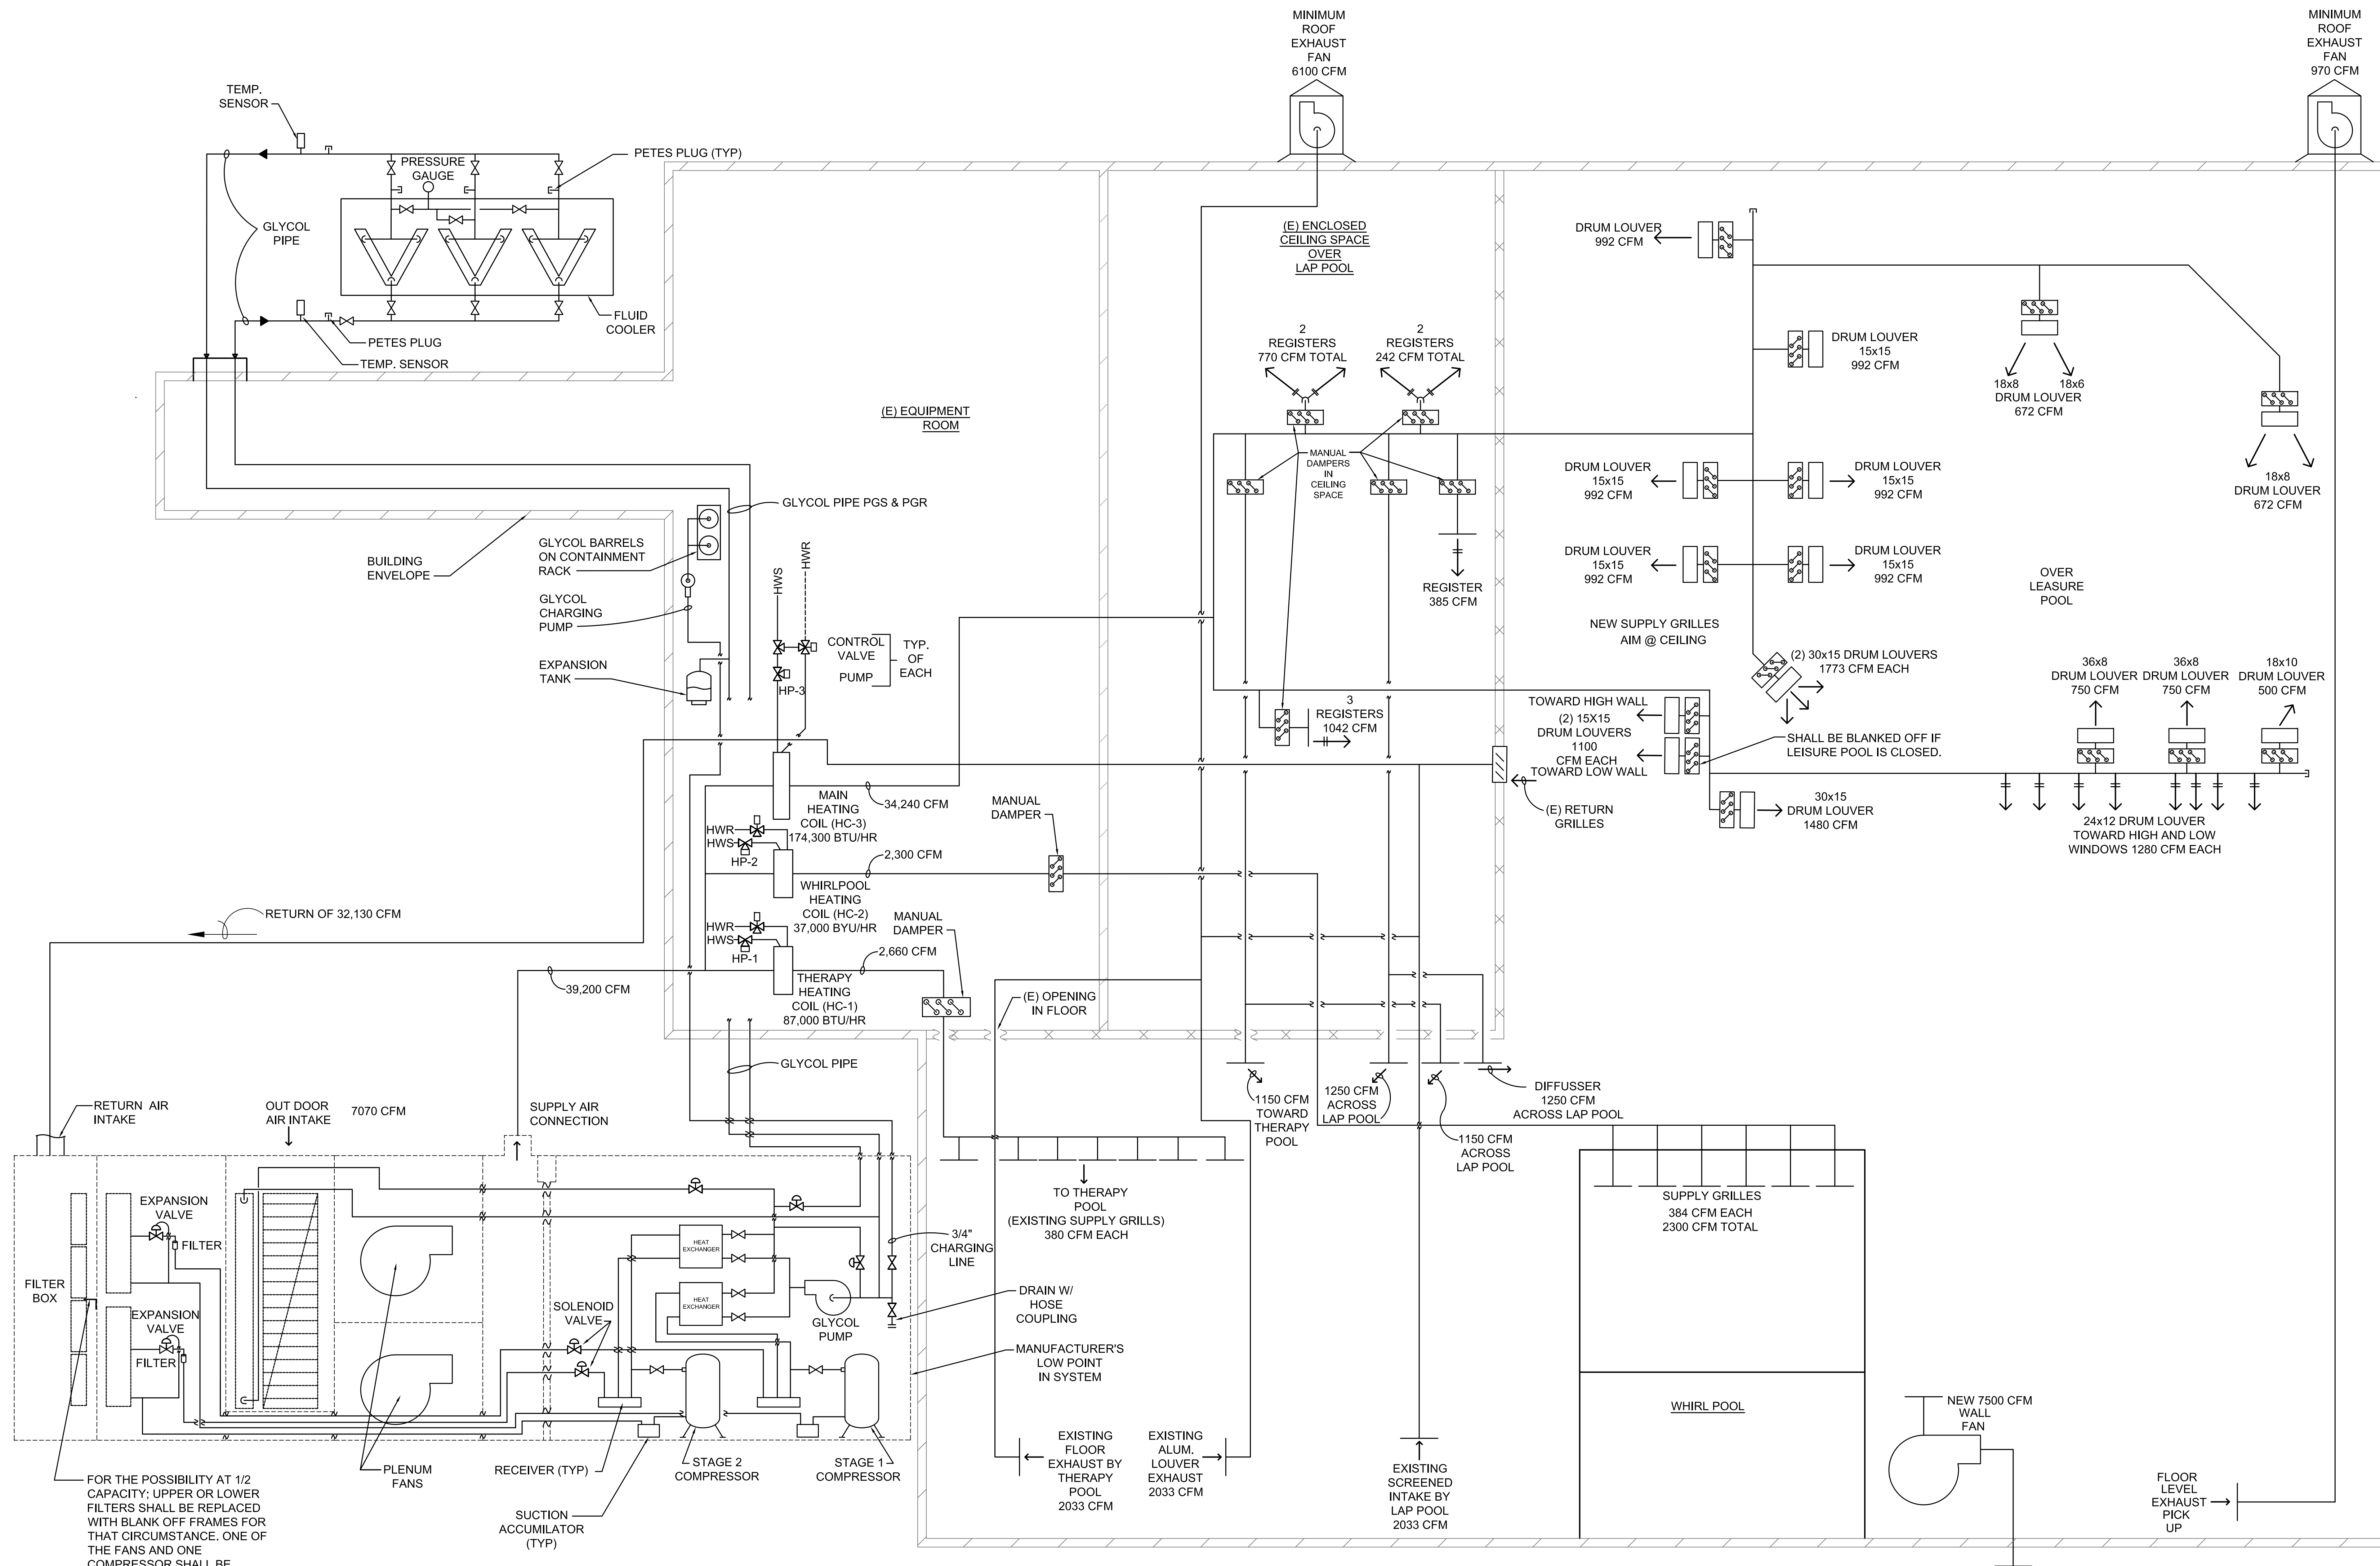 MINIMUM
ROOF
EXHAUST
FAN
6100 CFM
MINIMUM
ROOF
EXHAUST
FAN
970 CFM
TEMP.
SENSOR
PRESSURE
GAUGE
PETES PLUG (TYP)
GLYCOL
PIPE
FLUID
COOLER
PETES PLUG
TEMP. SENSOR
(E) ENCLOSED
CEILING SPACE
OVER
LAP POOL
DRUM LOUVER
992 CFM
2
REGISTERS
770 CFM TOTAL
2
REGISTERS
242 CFM TOTAL
DRUM LOUVER
15x15
992 CFM
18x8
18x6
DRUM LOUVER
672 CFM
(E) EQUIPMENT
ROOM
MANUAL
DAMPERS
IN
CEILING
SPACE
DRUM LOUVER
15x15
992 CFM
DRUM LOUVER
15x15
992 CFM
18x8
DRUM LOUVER
672 CFM
GLYCOL PIPE PGS & PGR
BUILDING
ENVELOPE
GLYCOL BARRELS
ON CONTAINMENT
RACK
GLYCOL
CHARGING
PUMP
EXPANSION
TANK
HWS
HWR
CONTROL
VALVE
PUMP
TYP.
OF
EACH
HP-3
REGISTER
385 CFM
DRUM LOUVER
15x15
992 CFM
DRUM LOUVER
15x15
992 CFM
OVER
LEASURE
POOL
NEW SUPPLY GRILLES
AIM @ CEILING
(2) 30x15 DRUM LOUVERS
1773 CFM EACH
36x8
DRUM LOUVER
750 CFM
36x8
DRUM LOUVER
750 CFM
18x10
DRUM LOUVER
500 CFM
3
REGISTERS
1042 CFM
TOWARD HIGH WALL
(2) 15X15
DRUM LOUVERS
1100
CFM EACH
TOWARD LOW WALL
SHALL BE BLANKED OFF IF
LEISURE POOL IS CLOSED.
(E) RETURN
GRILLES
30x15
DRUM LOUVER
1480 CFM
24x12 DRUM LOUVER
TOWARD HIGH AND LOW
WINDOWS 1280 CFM EACH
MAIN
HEATING
COIL (HC-3)
174,300 BTU/HR
34,240 CFM
MANUAL
DAMPER
HWR
HWS
HP-2
2,300 CFM
WHIRLPOOL
HEATING
COIL (HC-2)
37,000 BYU/HR
MANUAL
DAMPER
RETURN OF 32,130 CFM
HWR
HWS
HP-1
2,660 CFM
39,200 CFM
THERAPY
HEATING
COIL (HC-1)
87,000 BTU/HR
(E) OPENING
IN FLOOR
GLYCOL PIPE
RETURN AIR
INTAKE
OUT DOOR
AIR INTAKE
7070 CFM
SUPPLY AIR
CONNECTION
1150 CFM
TOWARD
THERAPY
POOL
1250 CFM
ACROSS
LAP POOL
DIFFUSSER
1250 CFM
ACROSS LAP POOL
1150 CFM
ACROSS
LAP POOL
TO THERAPY
POOL
(EXISTING SUPPLY GRILLS)
380 CFM EACH
SUPPLY GRILLES
384 CFM EACH
2300 CFM TOTAL
EXPANSION
VALVE
FILTER
FILTER
BOX
EXPANSION
VALVE
FILTER
HEAT
EXCHANGER
HEAT
EXCHANGER
3/4"
CHARGING
LINE
SOLENOID
VALVE
GLYCOL
PUMP
DRAIN W/
HOSE
COUPLING
MANUFACTURER'S
LOW POINT
IN SYSTEM
WHIRL POOL
NEW 7500 CFM
WALL
FAN
PLENUM
FANS
RECEIVER (TYP)
STAGE 2
COMPRESSOR
STAGE 1
COMPRESSOR
SUCTION
ACCUMILATOR
(TYP)
EXISTING
FLOOR
EXHAUST BY
THERAPY
POOL
2033 CFM
EXISTING
ALUM.
LOUVER
EXHAUST
2033 CFM
EXISTING
SCREENED
INTAKE BY
LAP POOL
2033 CFM
FLOOR
LEVEL
EXHAUST
PICK
UP
FOR THE POSSIBILITY AT 1/2
CAPACITY; UPPER OR LOWER
FILTERS SHALL BE REPLACED
WITH BLANK OFF FRAMES FOR
THAT CIRCUMSTANCE. ONE OF
THE FANS AND ONE
COMPRESSOR SHALL BE